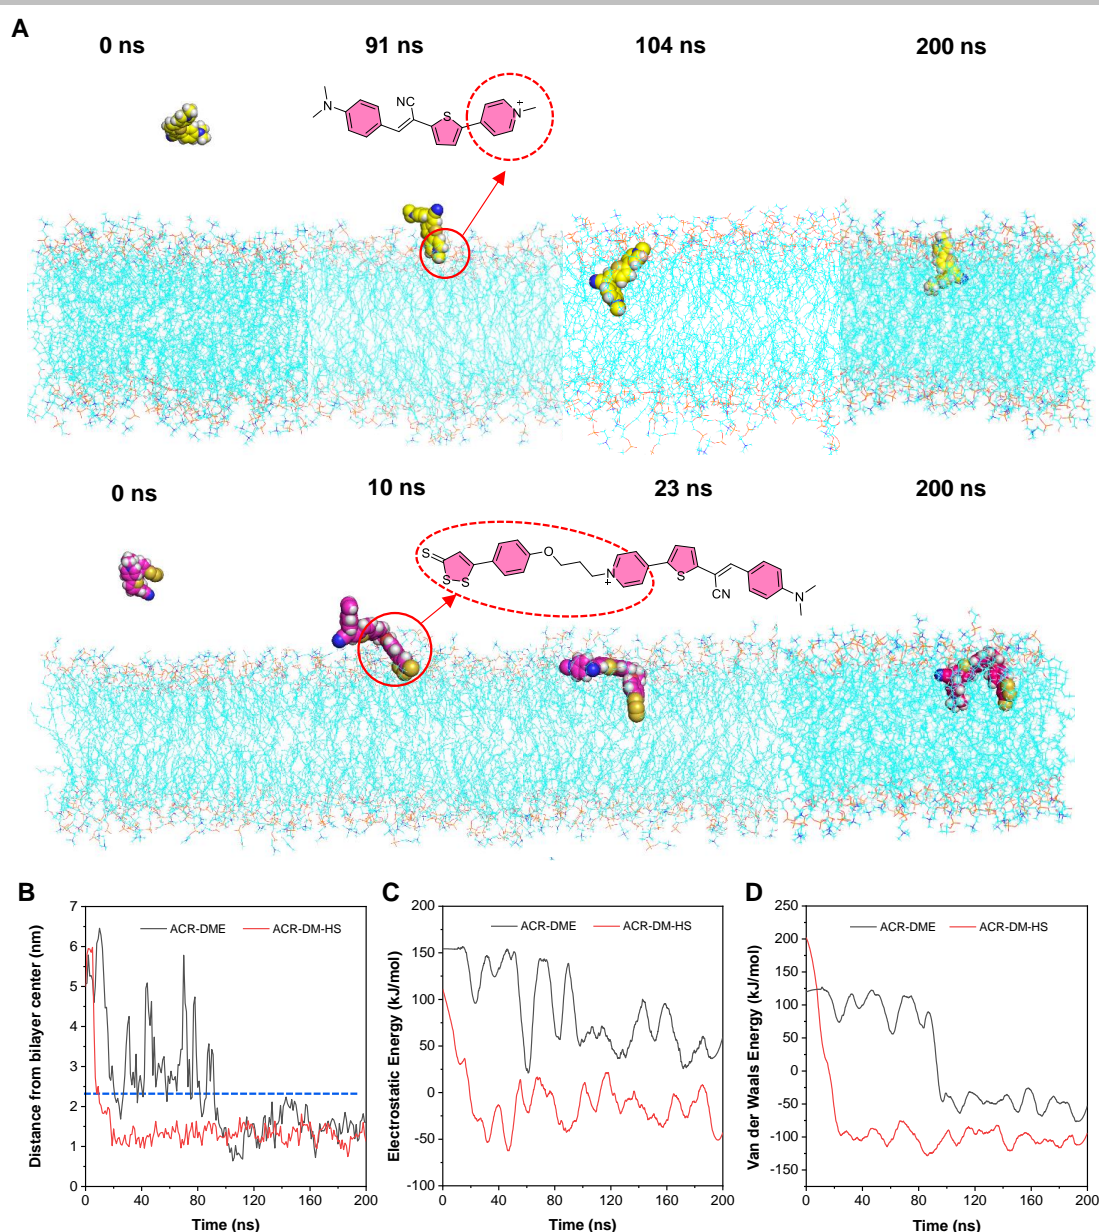 A
0 ns 91 ns 104 ns 200 ns
N NC S N + 
0 ns 10 ns 23 ns 200 ns
S S S O N + S NC N
B
7
6
5
4
3
2
1
0
0 40 80 120 160 200
Distance from bilayer center (nm)
Time (ns)
ACR-DME ACR-DM-HS
C
200
150
100
50
0
-50
-100
0 40 80 120 160 200
Electrostatic Energy (kJ/mol)
Time (ns)
ACR-DME ACR-DM-HS
D
250
200
150
100
50
0
-50
-100
-150
0 40 80 120 160 200
Van der Waals Energy (kJ/mol)
Time (ns)
ACR-DME ACR-DM-HS